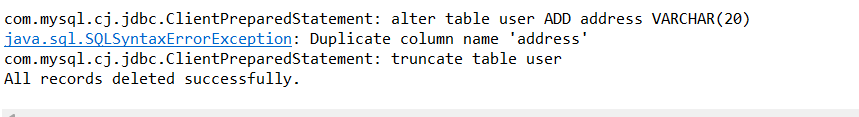 com.mysql.cj.jdbc.ClientPreparedStatement: alter table user ADD address VARCHAR(20)
java.sql.SQLSyntaxErrorException: Duplicate column name 'address'
com.mysql.cj.jdbc.ClientPreparedStatement: truncate table user
All records deleted successfully.